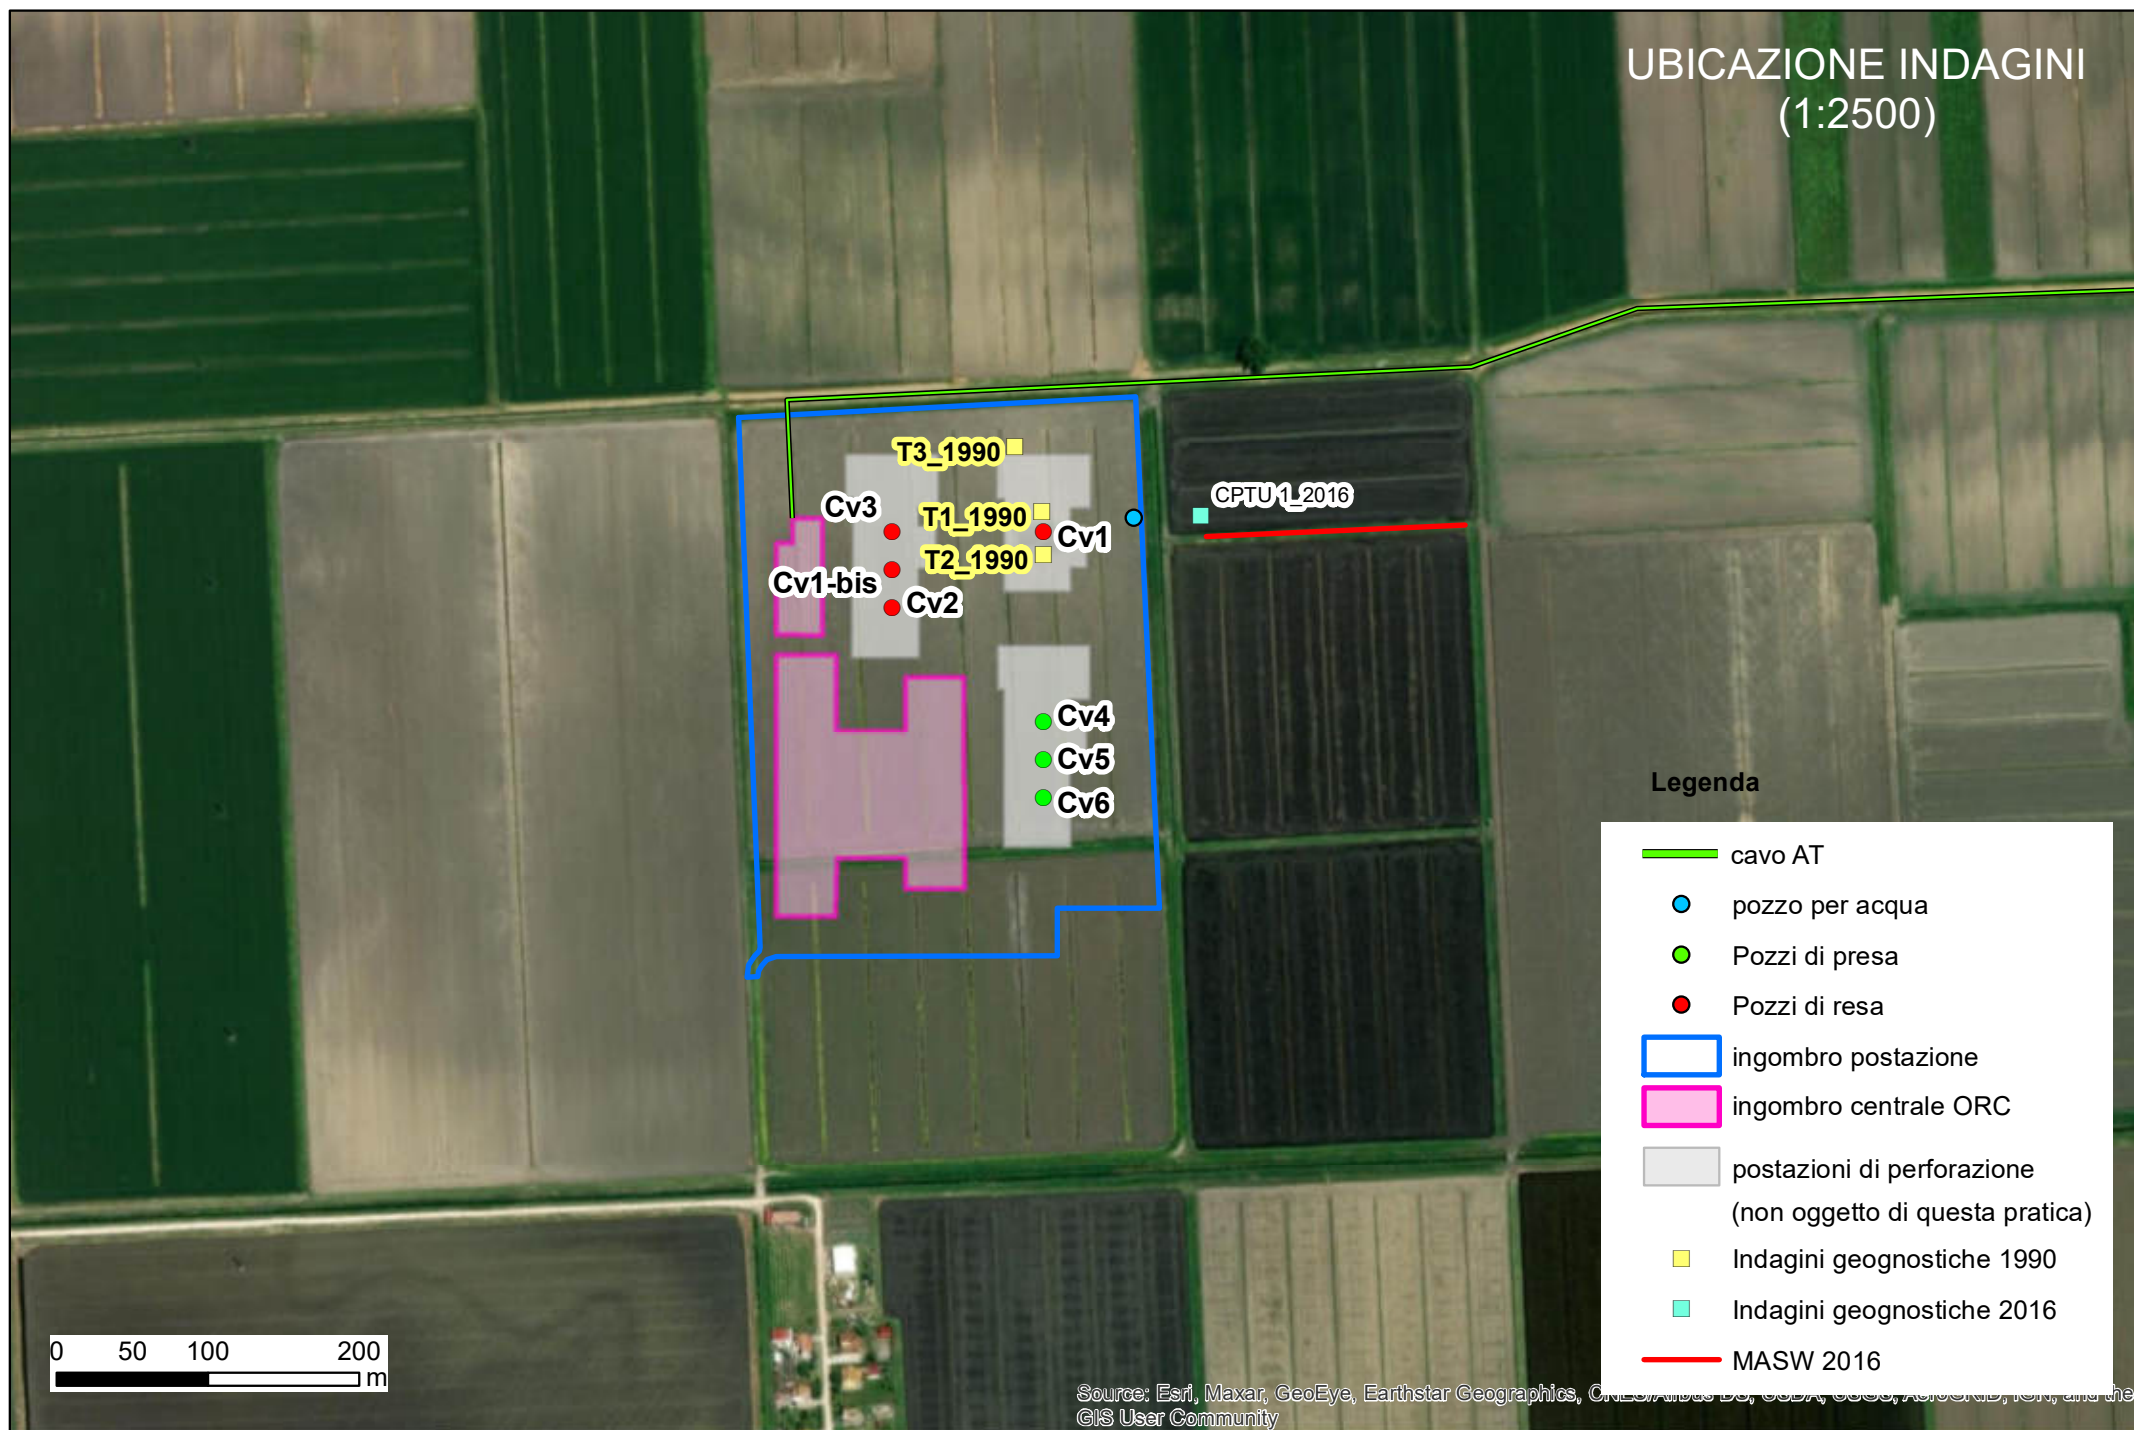 UBICAZIONE INDAGINI
(1:2500)
T3_1990
CPTU 1_2016
Cv3
T1_1990
Cv1
T2_1990
Cv1-bis
Cv2
Cv4
Cv5
Cv6
Legenda
cavo AT
pozzo per acqua
Pozzi di presa
Pozzi di resa
ingombro postazione
ingombro centrale ORC
postazioni di perforazione
(non oggetto di questa pratica)
Indagini geognostiche 1990
Indagini geognostiche 2016
MASW 2016
0 50 100 200
m
Source: Esri, Maxar, GeoEye, Earthstar Geographics, and the
GIS User Community